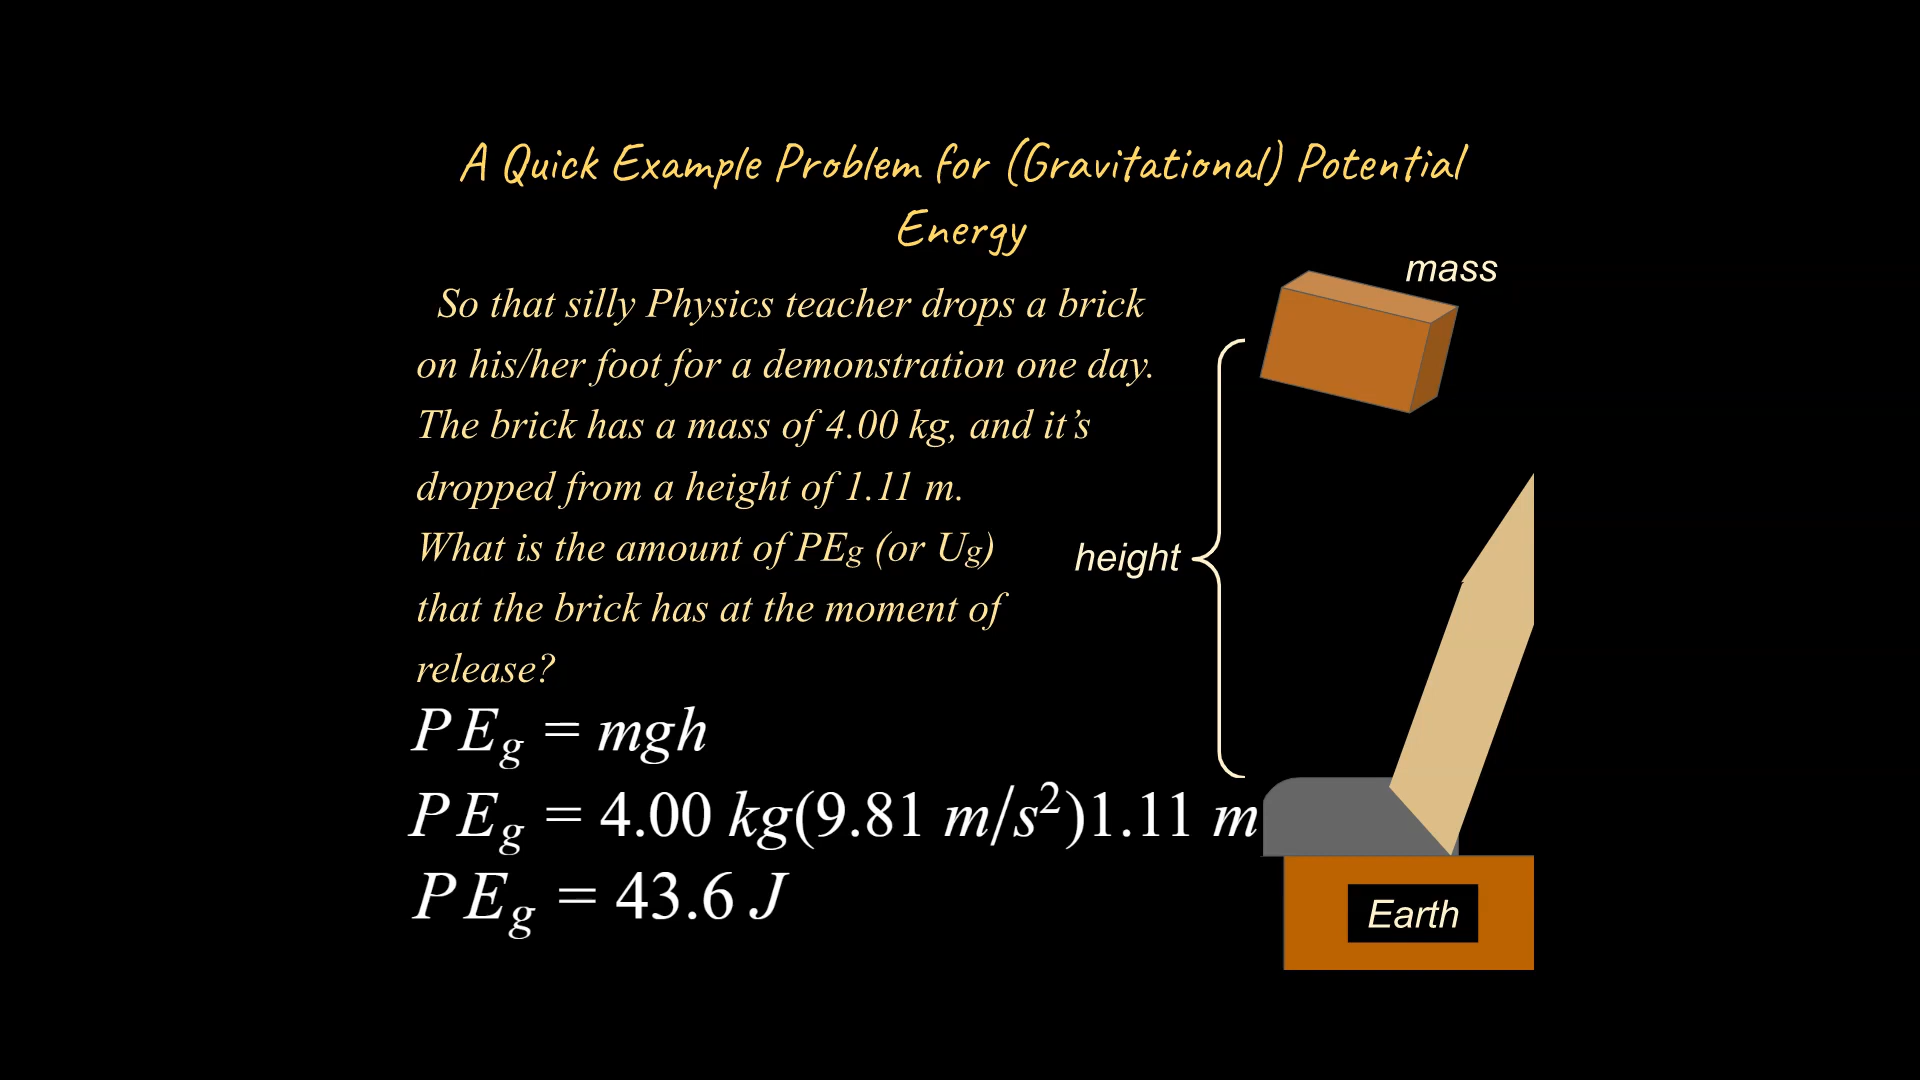 A Quick Example Problem for (Gravitational) Potential
Energy
mass
So that silly Physics teacher drops a brick
on his/her foot for a demonstration one day.
The brick has a mass of 4.00 kg, and it’s
dropped from a height of 1.11 m.
What is the amount of PEg (or Ug)
height
that the brick has at the moment of
release?
PE_g = mgh
PE_g = 4.00 kg(9.81 m/s²)1.11 m
PE_g = 43.6 J
Earth